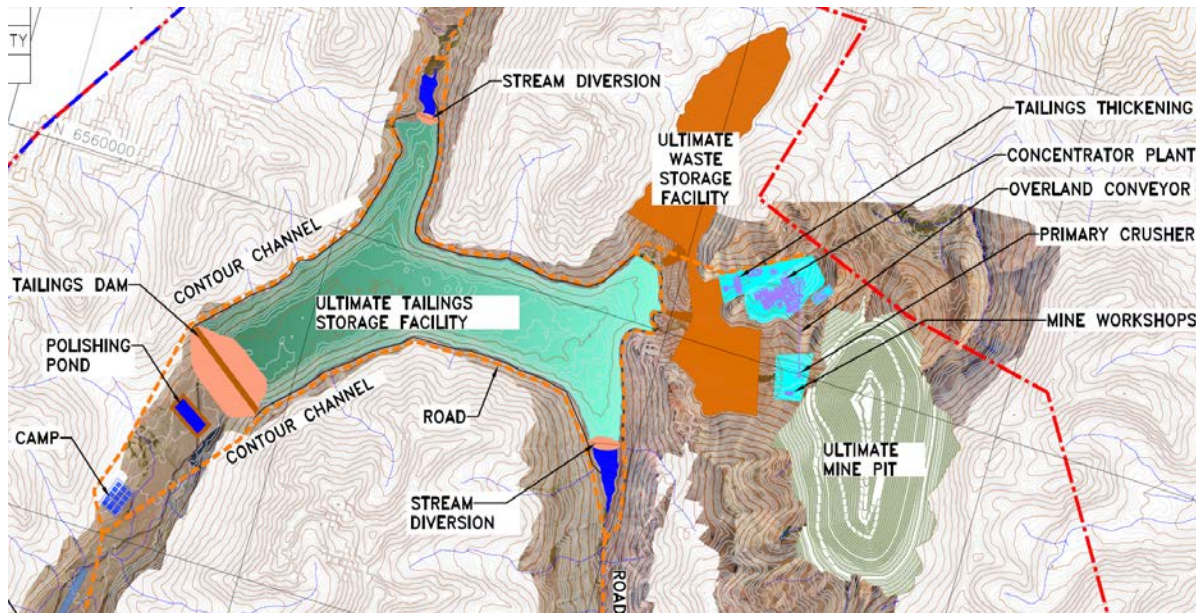 TY
N 6560000
STREAM DIVERSION
TAILINGS THICKENING
ULTIMATE
WASTE
STORAGE
FACILITY
CONCENTRATOR PLANT
OVERLAND CONVEYOR
PRIMARY CRUSHER
CONTOUR CHANNEL
TAILINGS DAM
ULTIMATE TAILINGS
STORAGE FACILITY
MINE WORKSHOPS
POLISHING
POND
ROAD
CONTOUR CHANNEL
CAMP
ULTIMATE
MINE PIT
STREAM
DIVERSION
ROAD